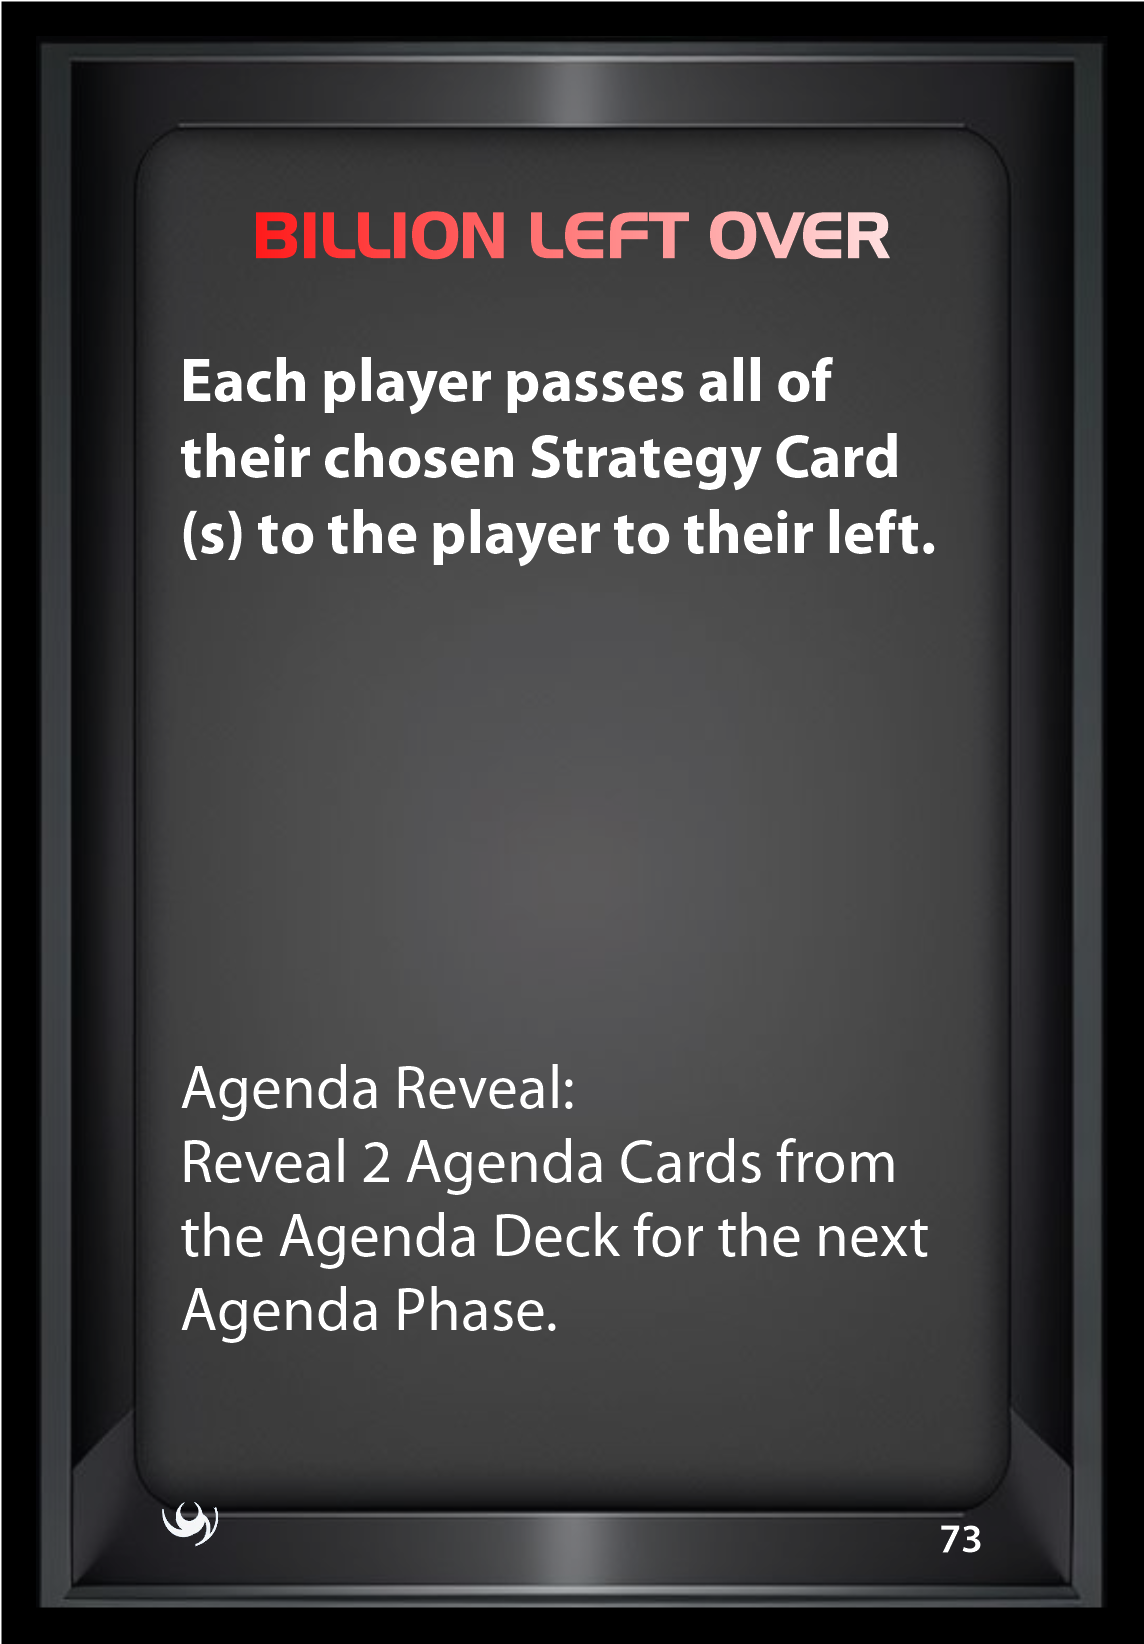 BILLION LEFT OVER
Each player passes all of
their chosen Strategy Card
(s) to the player to their left.
Agenda Reveal:
Reveal 2 Agenda Cards from
the Agenda Deck for the next
Agenda Phase.
73